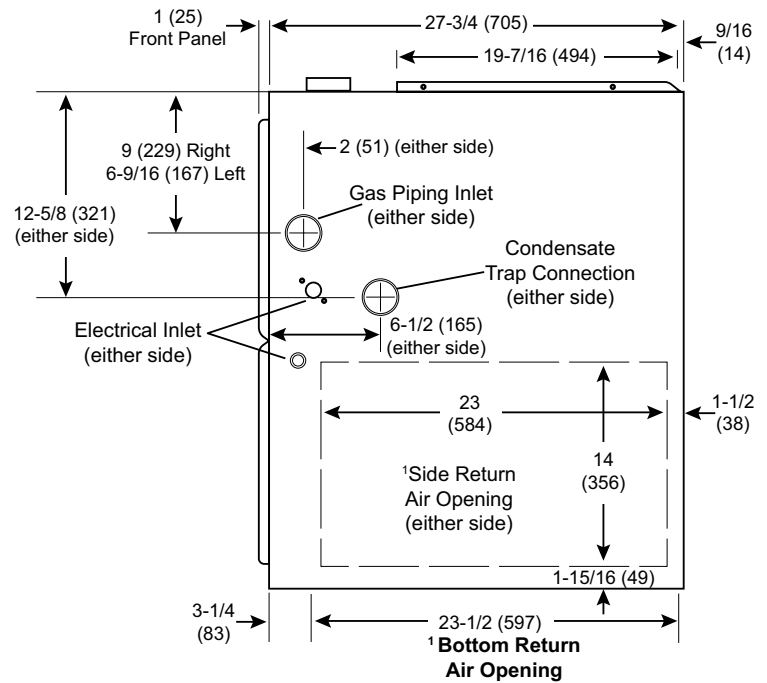 1 (25)
Front Panel
27-3/4 (705)
9/16
(14)
19-7/16 (494)
9 (229) Right
6-9/16 (167) Left
2 (51) (either side)
12-5/8 (321)
(either side)
Gas Piping Inlet
(either side)
Condensate
Trap Connection
(either side)
Electrical Inlet
(either side)
6-1/2 (165)
(either side)
23
(584)
1-1/2
(38)
14
(356)
¹Side Return
Air Opening
(either side)
1-15/16 (49)
3-1/4
(83)
23-1/2 (597)
¹ Bottom Return
Air Opening